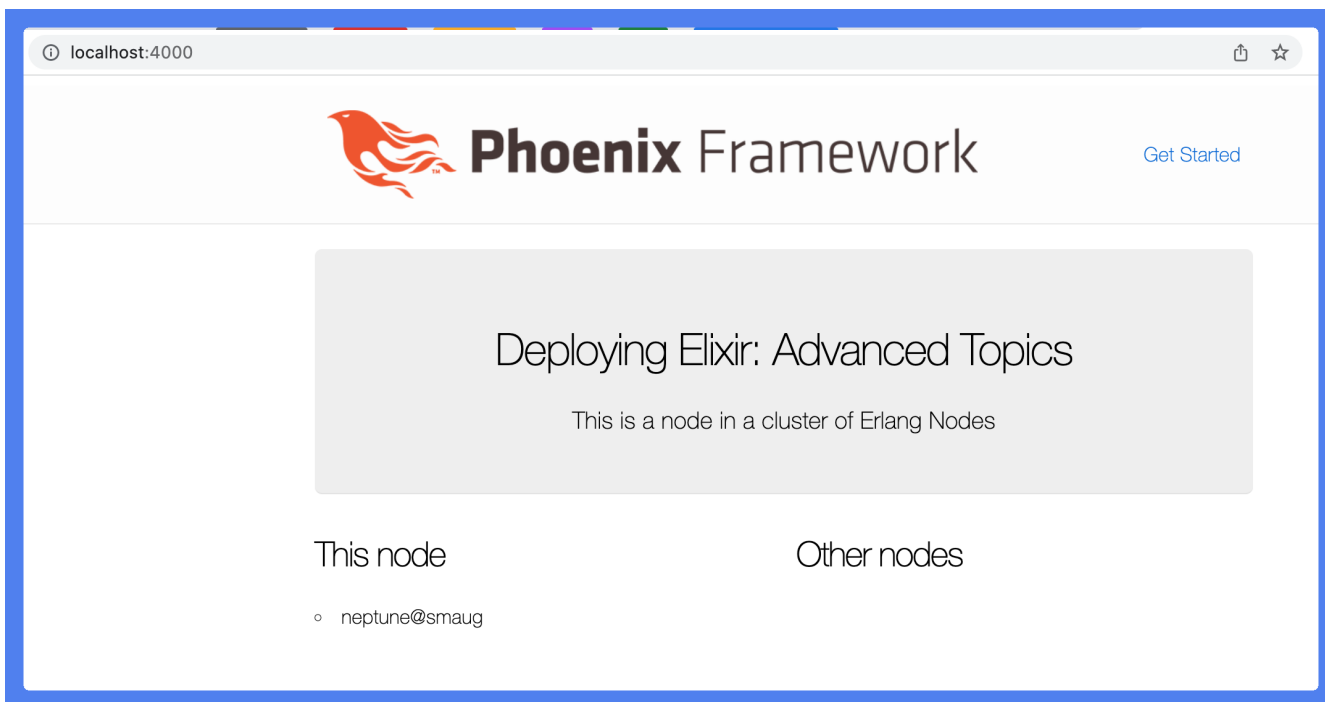 localhost:4000
Phoenix Framework
TM
Get Started
Deploying Elixir: Advanced Topics
This is a node in a cluster of Erlang Nodes
This node
Other nodes
neptune@smaug